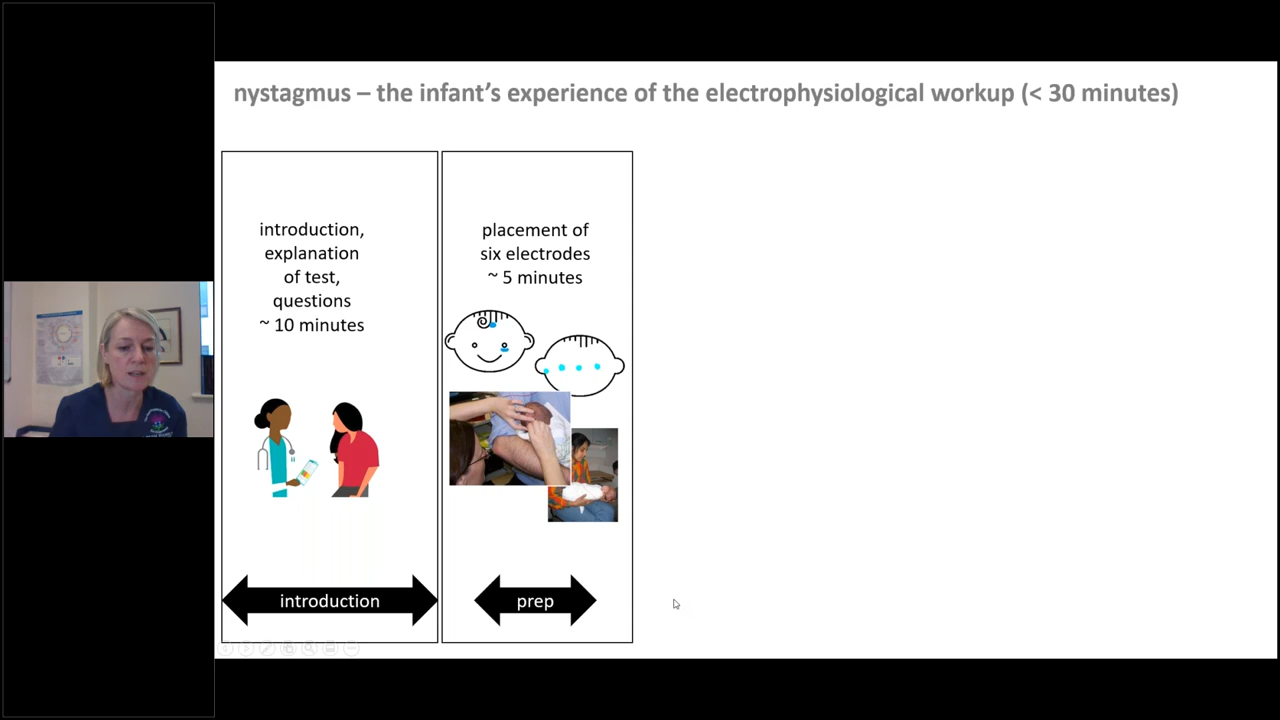 nystagmus – the infant's experience of the electrophysiological workup (< 30 minutes)
introduction,
explanation
of test,
questions
~ 10 minutes
placement of
six electrodes
~ 5 minutes
introduction
prep